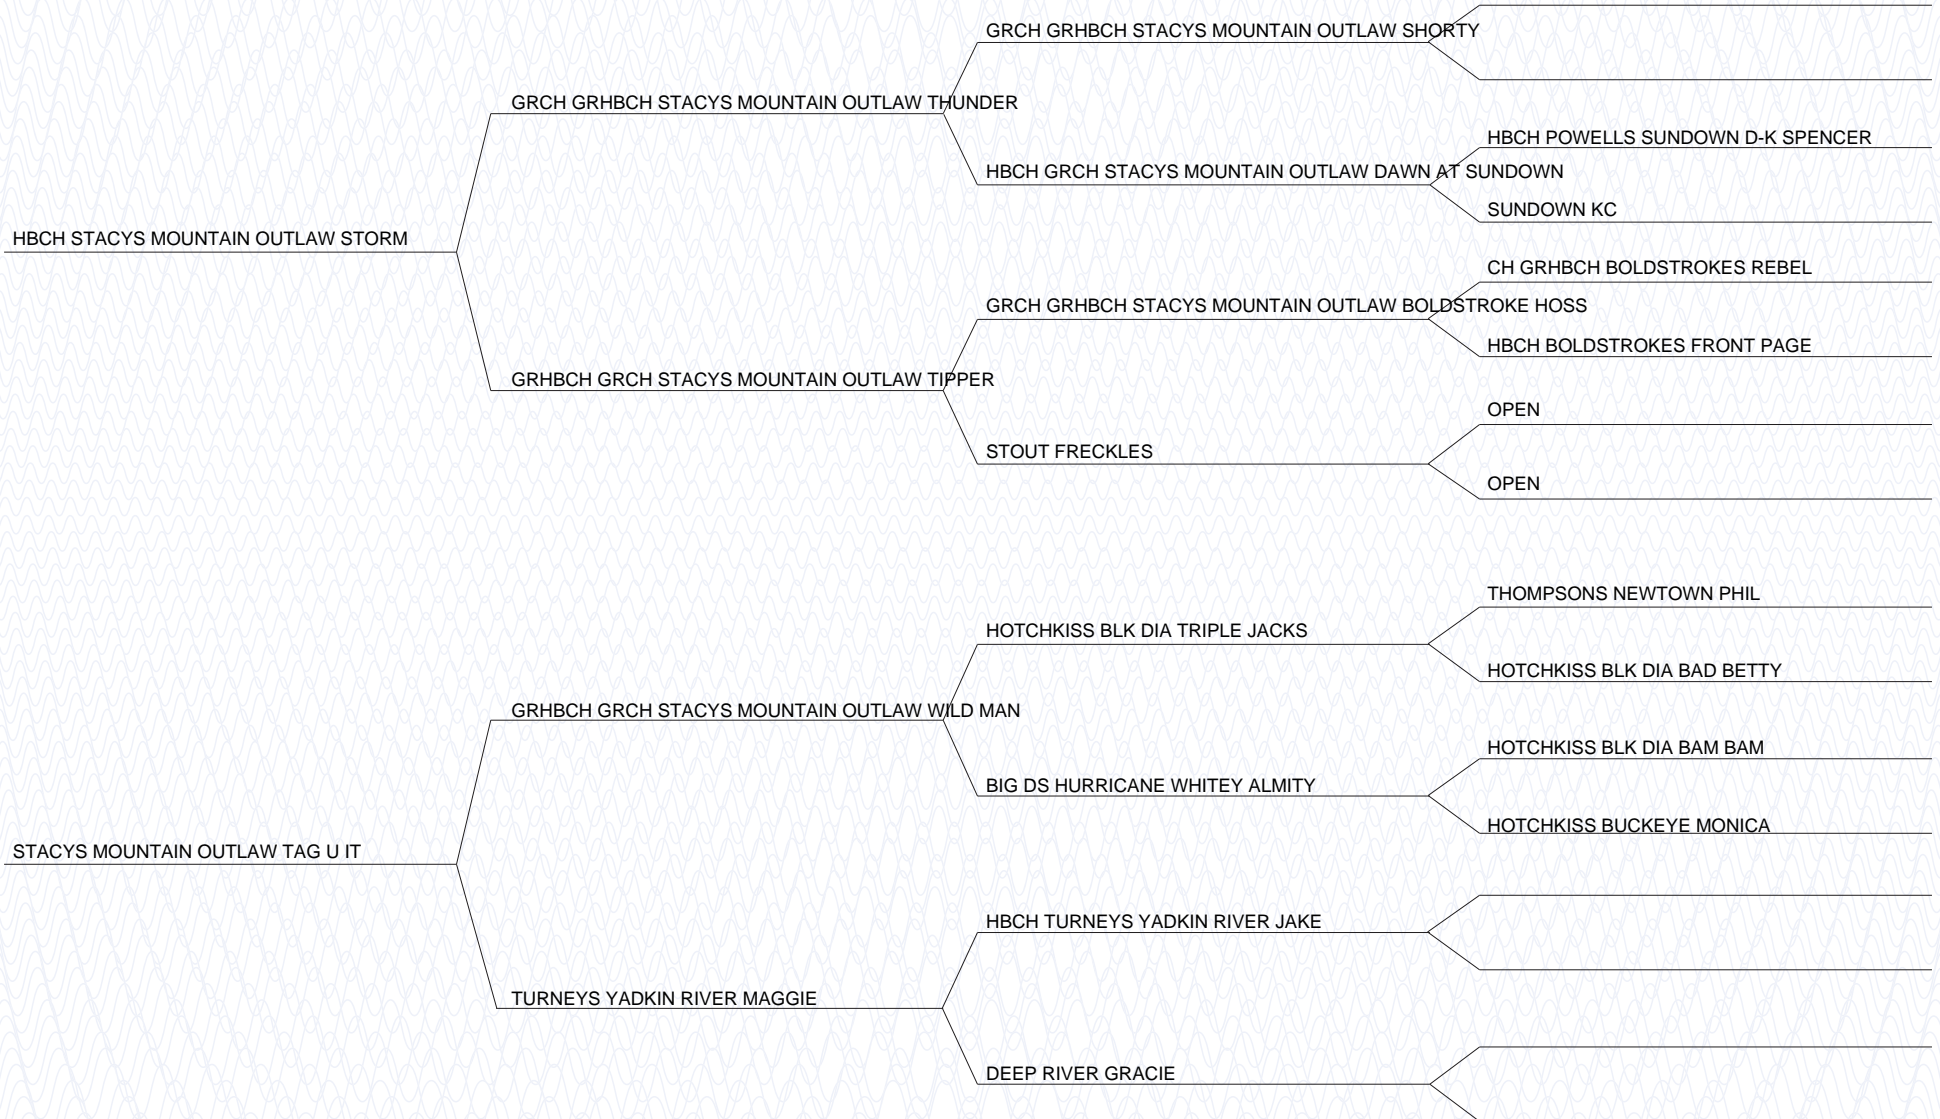 GRCH GRHBCH STACYS MOUNTAIN OUTLAW SHORTY
GRCH GRHBCH STACYS MOUNTAIN OUTLAW THUNDER
HBCH POWELLS SUNDOWN D-K SPENCER
HBCH GRCH STACYS MOUNTAIN OUTLAW DAWN AT SUNDOWN
SUNDOWN KC
HBCH STACYS MOUNTAIN OUTLAW STORM
CH GRHBCH BOLDSTROKES REBEL
GRCH GRHBCH STACYS MOUNTAIN OUTLAW BOLDSTROKE HOSS
HBCH BOLDSTROKES FRONT PAGE
GRHBCH GRCH STACYS MOUNTAIN OUTLAW TIPPER
OPEN
STOUT FRECKLES
OPEN
THOMPSONS NEWTOWN PHIL
HOTCHKISS BLK DIA TRIPLE JACKS
HOTCHKISS BLK DIA BAD BETTY
GRHBCH GRCH STACYS MOUNTAIN OUTLAW WILD MAN
HOTCHKISS BLK DIA BAM BAM
BIG DS HURRICANE WHITEY ALMITY
HOTCHKISS BUCKEYE MONICA
STACYS MOUNTAIN OUTLAW TAG U IT
HBCH TURNEYS YADKIN RIVER JAKE
TURNEYS YADKIN RIVER MAGGIE
DEEP RIVER GRACIE